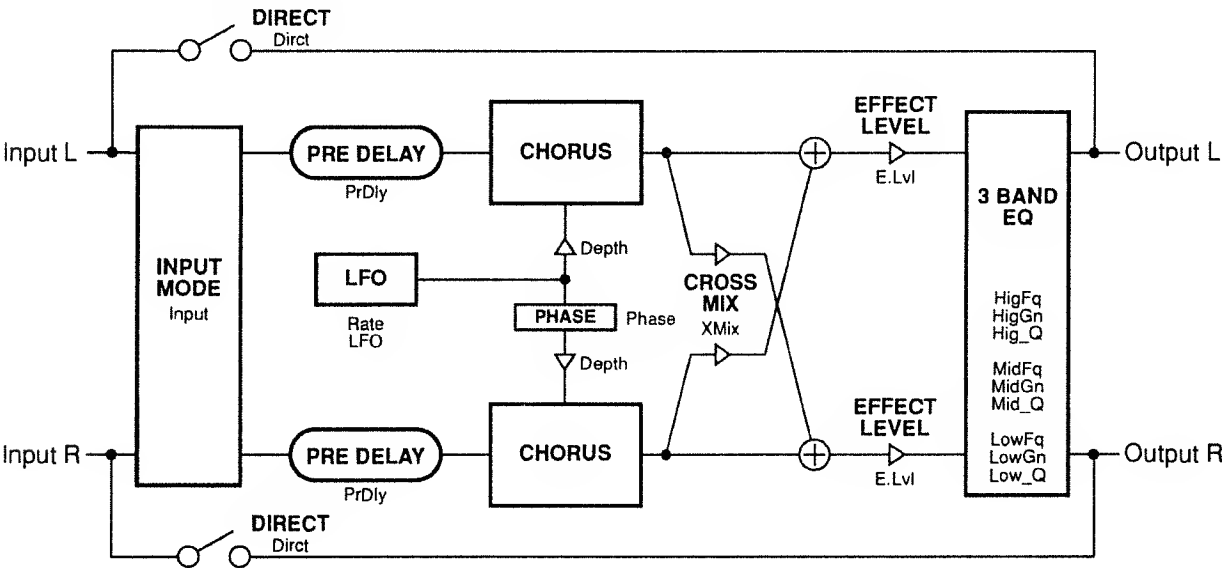 DIRECT
Dirct
Input L
INPUT
MODE
Input
PRE DELAY
PrDly
CHORUS
EFFECT
LEVEL
E.Lvl
Output L
3 BAND
EQ
Depth
LFO
Rate
LFO
PHASE
Phase
Depth
CROSS
MIX
XMix
HigFq
HigGn
Hig_Q
MidFq
MidGn
Mid_Q
LowFq
LowGn
Low_Q
Input R
PRE DELAY
PrDly
CHORUS
EFFECT
LEVEL
E.Lvl
Output R
DIRECT
Dirct